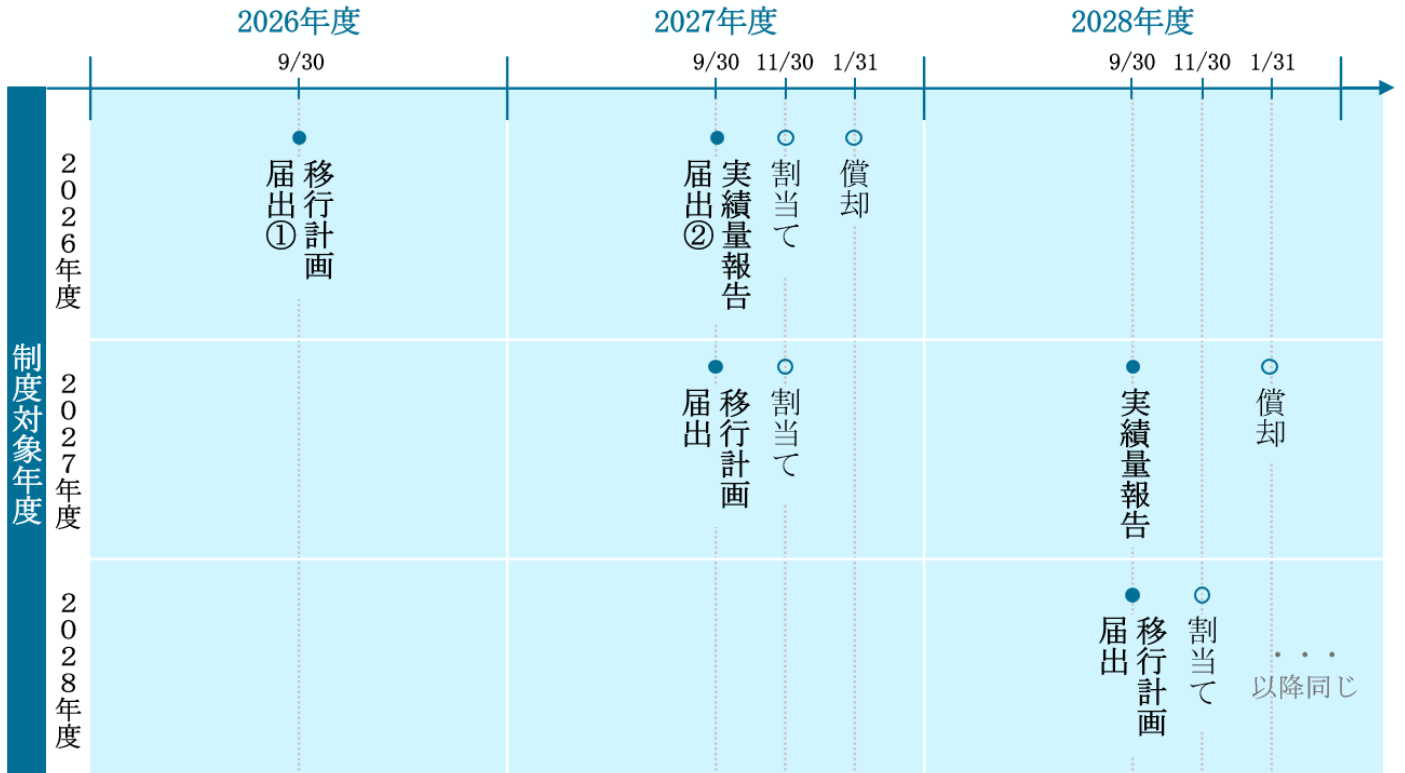 2026年度
2027年度
2028年度
9/30
9/30
11/30
1/31
9/30
11/30
1/31
制度対象年度
2026年度
移行計画
届出①
実績量報告
届出②
割当て
償却
2027年度
移行計画
届出
割当て
実績量報告
償却
2028年度
移行計画
届出
割当て
・・・
以降同じ